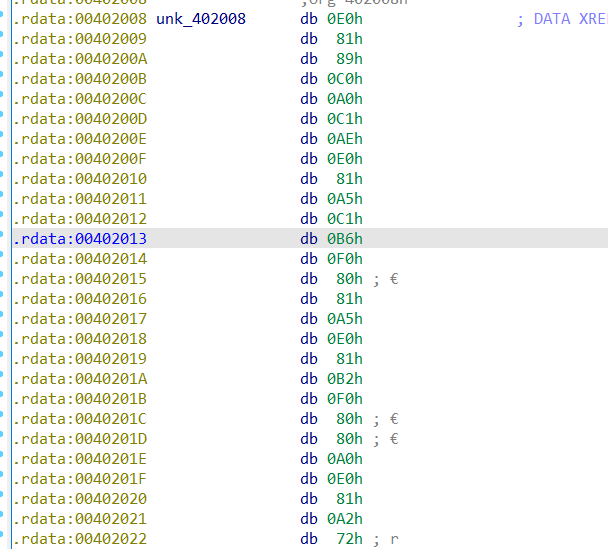 .rdata:00402008 ;org 402008h
.rdata:00402008 unk_402008 db 0E0h ; DATA XREF
.rdata:00402009 db 81h
.rdata:0040200A db 89h
.rdata:0040200B db 0C0h
.rdata:0040200C db 0A0h
.rdata:0040200D db 0C1h
.rdata:0040200E db 0AEh
.rdata:0040200F db 0E0h
.rdata:00402010 db 81h
.rdata:00402011 db 0A5h
.rdata:00402012 db 0C1h
.rdata:00402013 db 0B6h
.rdata:00402014 db 0F0h
.rdata:00402015 db 80h ; €
.rdata:00402016 db 81h
.rdata:00402017 db 0A5h
.rdata:00402018 db 0E0h
.rdata:00402019 db 81h
.rdata:0040201A db 0B2h
.rdata:0040201B db 0F0h
.rdata:0040201C db 80h ; €
.rdata:0040201D db 80h ; €
.rdata:0040201E db 0A0h
.rdata:0040201F db 0E0h
.rdata:00402020 db 81h
.rdata:00402021 db 0A2h
.rdata:00402022 db 72h ; r